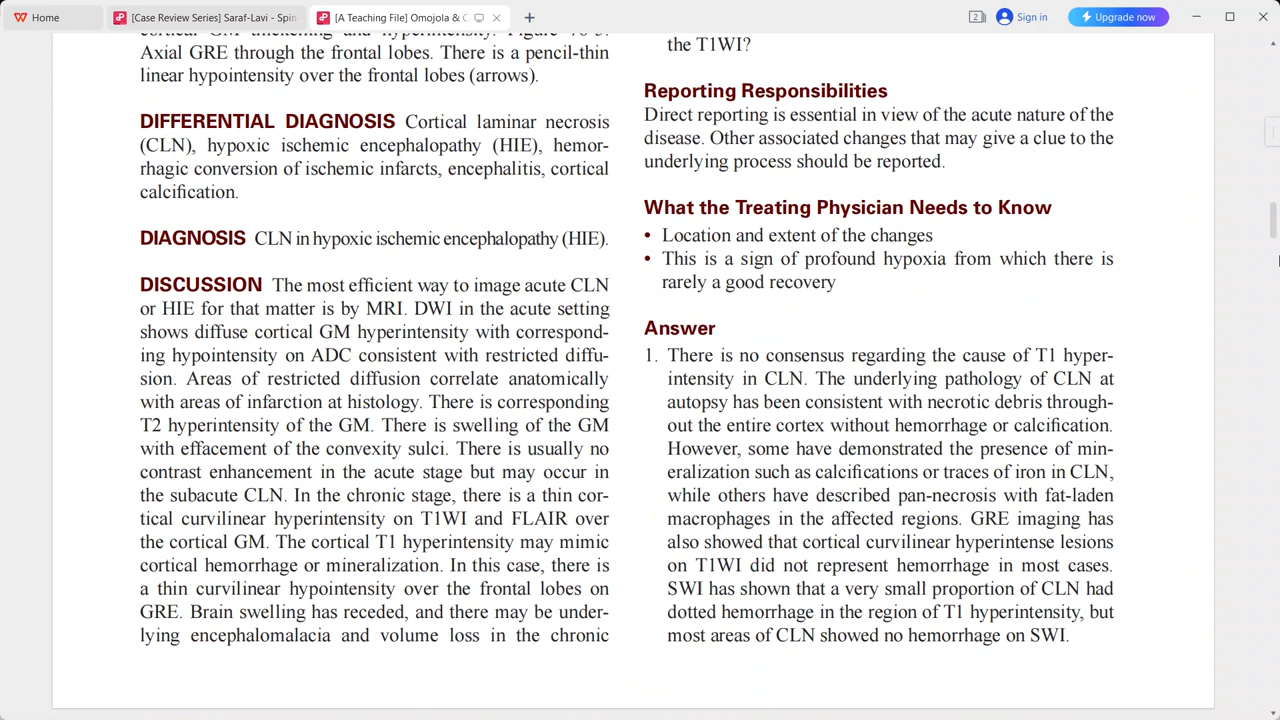 Home
[Case Review Series] Saraf-Lavi - Spin
[A Teaching File] Omojola & C
2
Sign in
Upgrade now
cortical GM thickening and hyperintensity. Figure
Axial GRE through the frontal lobes. There is a pencil-thin
linear hypointensity over the frontal lobes (arrows).
DIFFERENTIAL DIAGNOSIS Cortical laminar necrosis
(CLN), hypoxic ischemic encephalopathy (HIE), hemor-
rhagic conversion of ischemic infarcts, encephalitis, cortical
calcification.
DIAGNOSIS CLN in hypoxic ischemic encephalopathy (HIE).
DISCUSSION The most efficient way to image acute CLN
or HIE for that matter is by MRI. DWI in the acute setting
shows diffuse cortical GM hyperintensity with correspond-
ing hypointensity on ADC consistent with restricted diffu-
sion. Areas of restricted diffusion correlate anatomically
with areas of infarction at histology. There is corresponding
T2 hyperintensity of the GM. There is swelling of the GM
with effacement of the convexity sulci. There is usually no
contrast enhancement in the acute stage but may occur in
the subacute CLN. In the chronic stage, there is a thin cor-
tical curvilinear hyperintensity on T1WI and FLAIR over
the cortical GM. The cortical T1 hyperintensity may mimic
cortical hemorrhage or mineralization. In this case, there is
a thin curvilinear hypointensity over the frontal lobes on
GRE. Brain swelling has receded, and there may be under-
lying encephalomalacia and volume loss in the chronic
the T1WI?
Reporting Responsibilities
Direct reporting is essential in view of the acute nature of the
disease. Other associated changes that may give a clue to the
underlying process should be reported.
What the Treating Physician Needs to Know
• Location and extent of the changes
• This is a sign of profound hypoxia from which there is
rarely a good recovery
Answer
1. There is no consensus regarding the cause of T1 hyper-
intensity in CLN. The underlying pathology of CLN at
autopsy has been consistent with necrotic debris through-
out the entire cortex without hemorrhage or calcification.
However, some have demonstrated the presence of min-
eralization such as calcifications or traces of iron in CLN,
while others have described pan-necrosis with fat-laden
macrophages in the affected regions. GRE imaging has
also showed that cortical curvilinear hyperintense lesions
on T1WI did not represent hemorrhage in most cases.
SWI has shown that a very small proportion of CLN had
dotted hemorrhage in the region of T1 hyperintensity, but
most areas of CLN showed no hemorrhage on SWI.